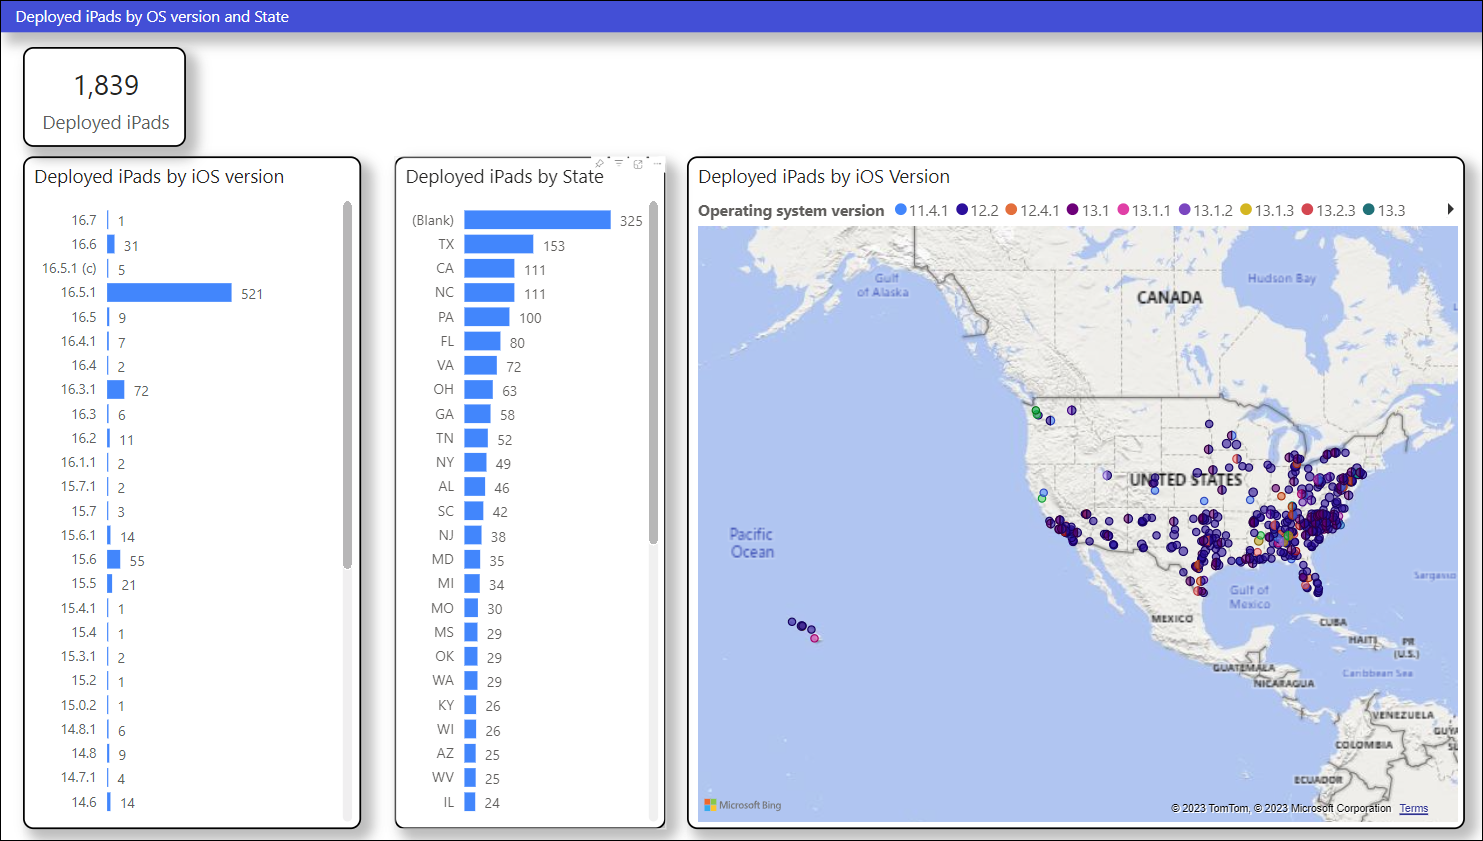 Deployed iPads by OS version and State
1,839
Deployed iPads
Deployed iPads by iOS version
16.7 1
16.6 31
16.5.1 (c) 5
16.5.1 521
16.5 9
16.4.1 7
16.4 2
16.3.1 72
16.3 6
16.2 11
16.1.1 2
15.7.1 2
15.7 3
15.6.1 14
15.6 55
15.5 21
15.4.1 1
15.4 1
15.3.1 2
15.2 1
15.0.2 1
14.8.1 6
14.8 9
14.7.1 4
14.6 14
Deployed iPads by State
(Blank) 325
TX 153
CA 111
NC 111
PA 100
FL 80
VA 72
OH 63
GA 58
TN 52
NY 49
AL 46
SC 42
NJ 38
MD 35
MI 34
MO 30
MS 29
OK 29
WA 29
KY 26
WI 26
AZ 25
WV 25
IL 24
Deployed iPads by iOS Version
Operating system version 11.4.1 12.2 12.4.1 13.1 13.1.1 13.1.2 13.1.3 13.2.3 13.3
Gulf
of Alaska
Hudson Bay
CANADA
UNITED STATES
Pacific
Ocean
Sargasso
Gulf of
Mexico
MEXICO
CUBA
HAITI
PR
(U.S.)
GUATEMALA
Caribbean Sea
NICARAGUA
VENEZUELA
GUYA
COLOMBIA
ECUADOR
Microsoft Bing
© 2023 TomTom, © 2023 Microsoft Corporation Terms